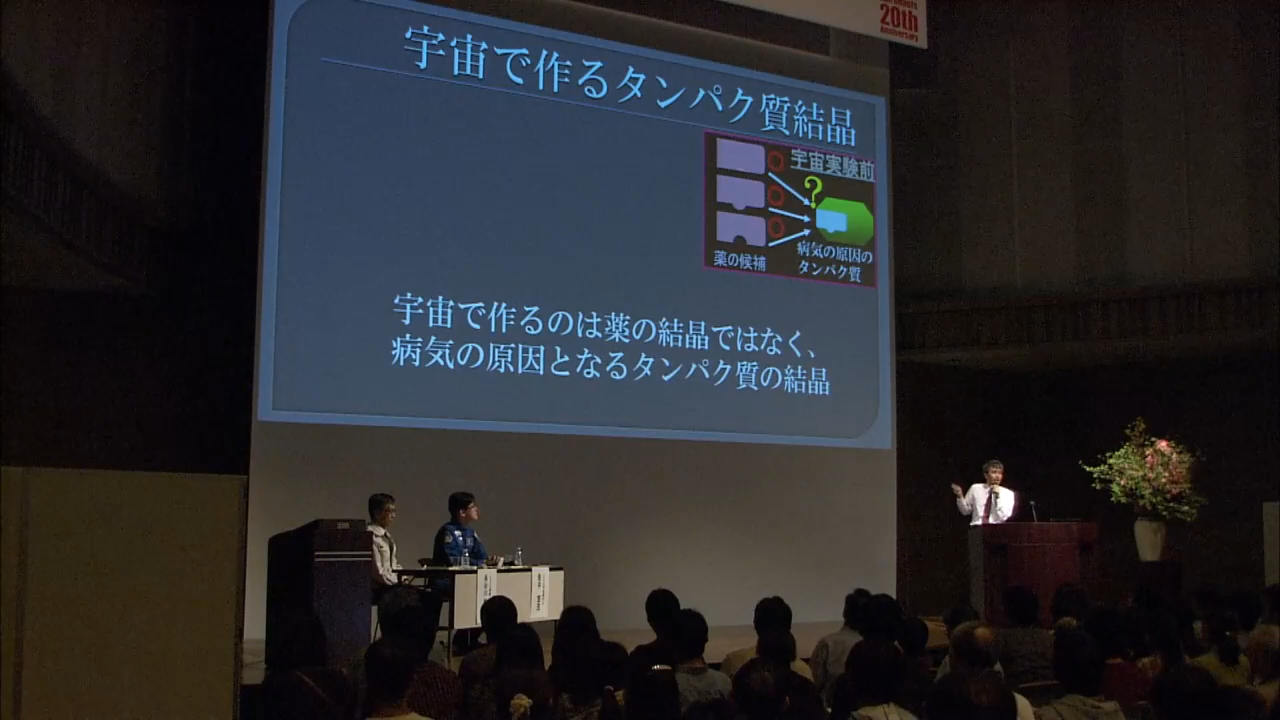 20th
Anniversary
宇宙で作るタンパク質結晶
宇宙実験前
?
病気の原因の
タンパク質
薬の候補
宇宙で作るのは薬の結晶ではなく、
病気の原因となるタンパク質の結晶